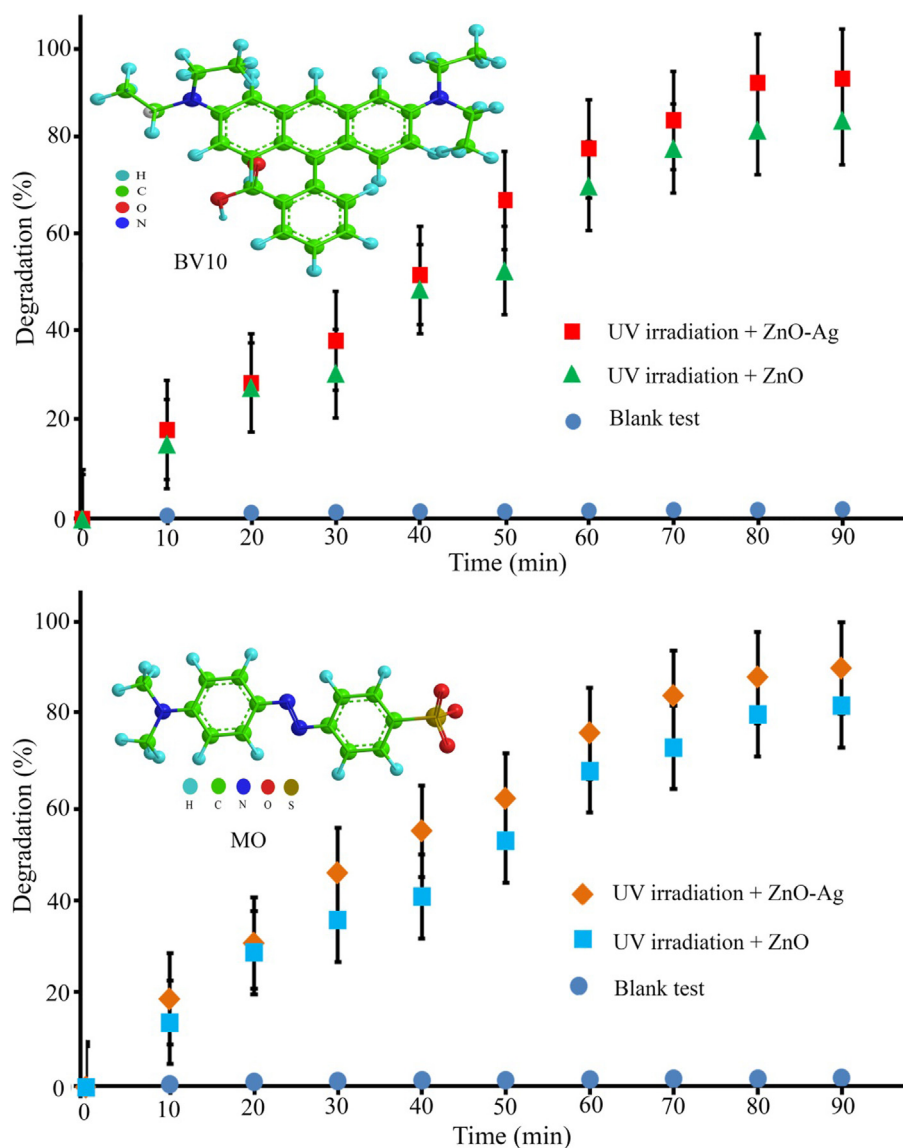 100
80
60
40
20
0
Degradation (%)
H
C
O
N
BV10
UV irradiation + ZnO-Ag
UV irradiation + ZnO
Blank test
0 10 20 30 40 50 60 70 80 90
Time (min)
100
80
60
40
20
0
Degradation (%)
H C N O S
MO
UV irradiation + ZnO-Ag
UV irradiation + ZnO
Blank test
0 10 20 30 40 50 60 70 80 90
Time (min)